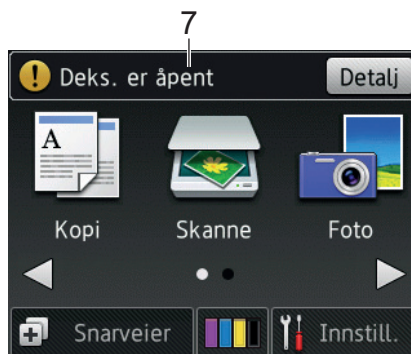 7
Deks. er åpent Detalj
A
Kopi Skanne Foto
Snarveier Innstill.